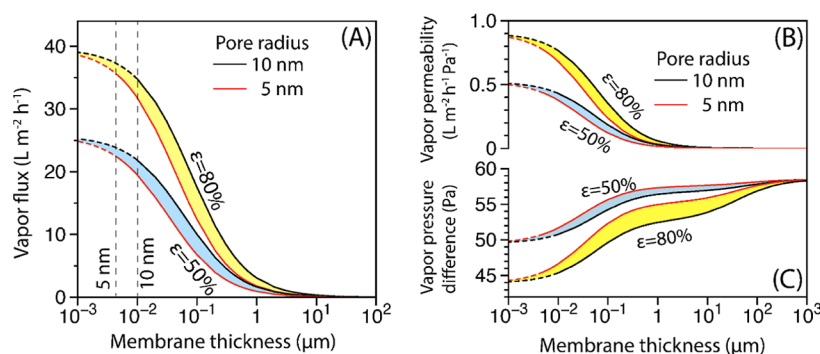 (A)
Pore radius
10 nm
5 nm
40
30
20
10
0
Vapor flux (L m⁻² h⁻¹)
ε=80%
ε=50%
5 nm
10 nm
10⁻³ 10⁻² 10⁻¹ 1 10 10²
Membrane thickness (µm)
(B)
Pore radius
10 nm
5 nm
1.0
0.5
0
Vapor permeability
(L m⁻² h⁻¹ Pa⁻¹)
ε=80%
ε=50%
60
55
50
45
Vapor pressure
difference (Pa)
ε=50%
ε=80%
(C)
10⁻³ 10⁻² 10⁻¹ 1 10 10² 10³
Membrane thickness (µm)